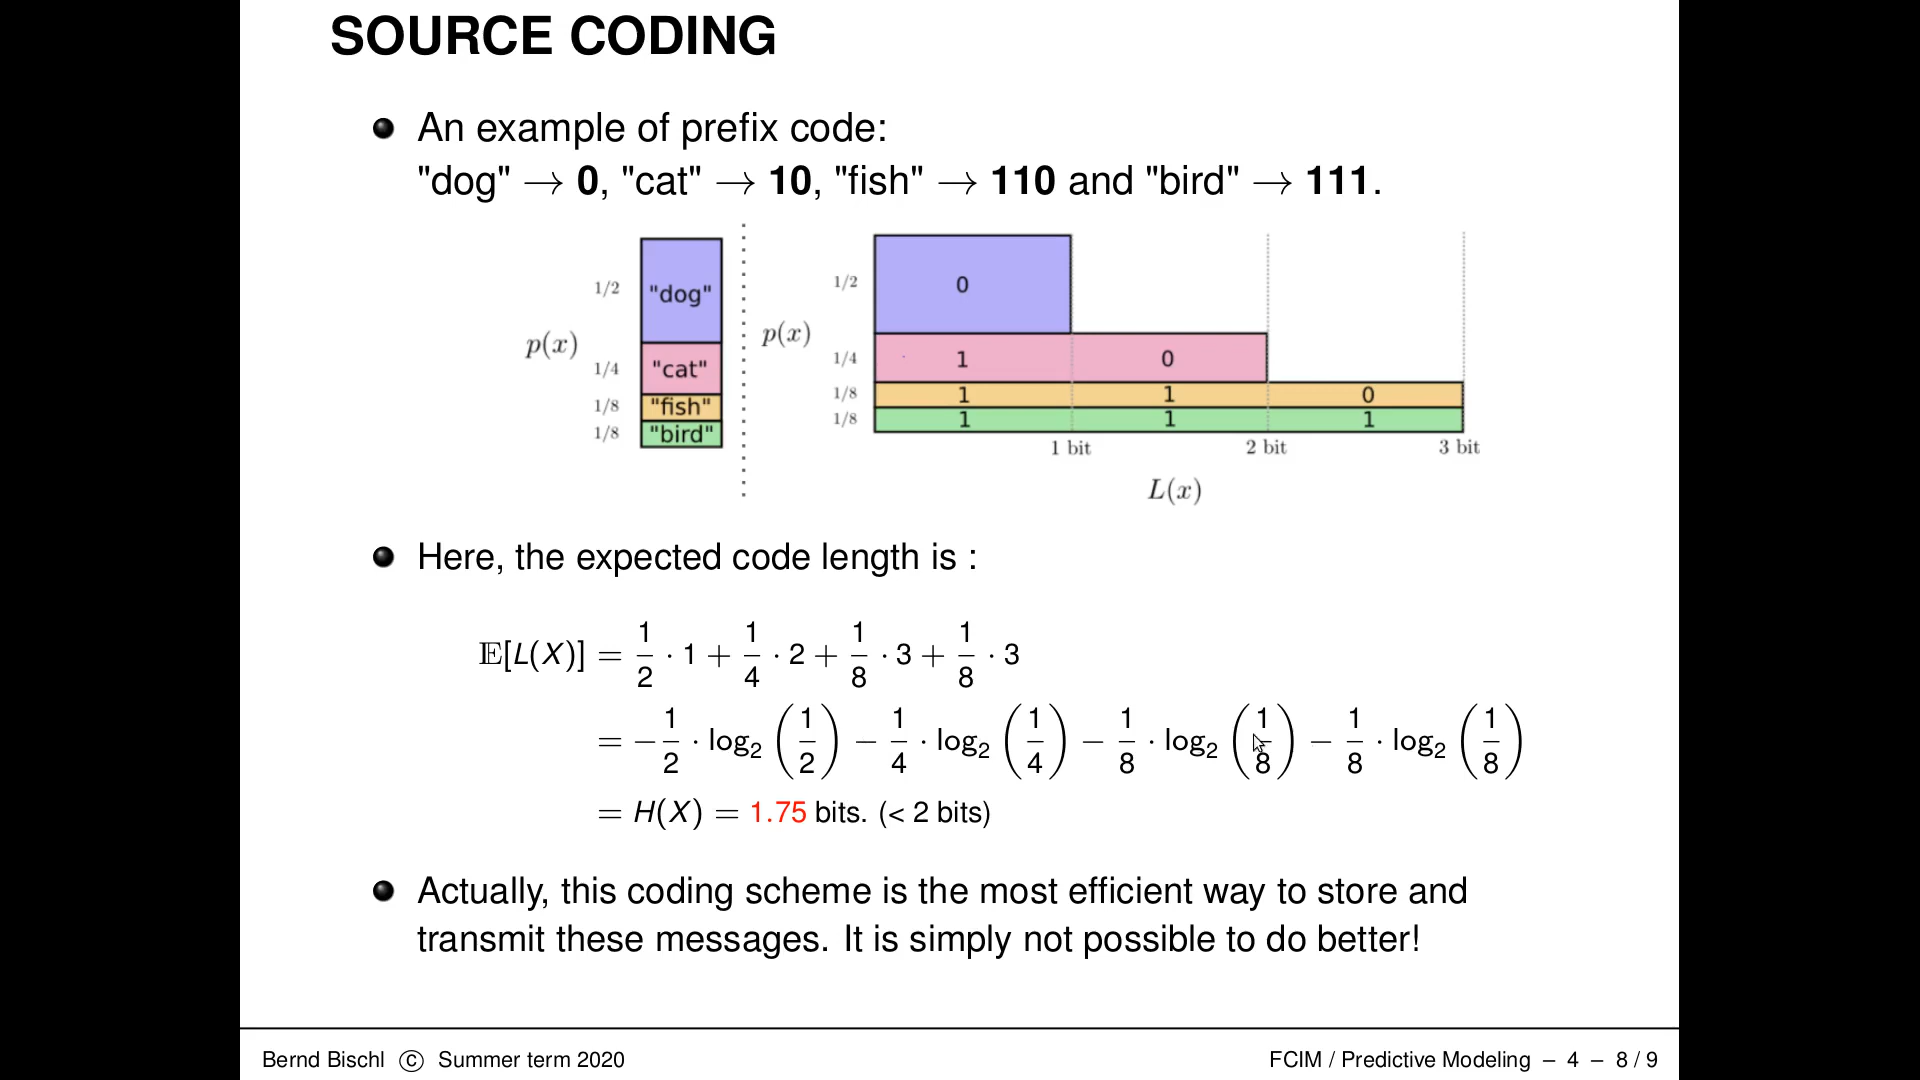 SOURCE CODING
An example of prefix code:
"dog" → 0, "cat" → 10, "fish" → 110 and "bird" → 111.
p(x)
1/2 "dog"
1/4 "cat"
1/8 "fish"
1/8 "bird"
p(x)
1/2 0
1/4 1 0
1/8 1 1 0
1/8 1 1 1
1 bit 2 bit 3 bit
L(x)
Here, the expected code length is :
𝔼[L(X)] = 1/2 · 1 + 1/4 · 2 + 1/8 · 3 + 1/8 · 3
= −1/2 · log₂ (1/2) − 1/4 · log₂ (1/4) − 1/8 · log₂ (1/8) − 1/8 · log₂ (1/8)
= H(X) = 1.75 bits. (< 2 bits)
Actually, this coding scheme is the most efficient way to store and
transmit these messages. It is simply not possible to do better!
Bernd Bischl © Summer term 2020
FCIM / Predictive Modeling – 4 – 8 / 9